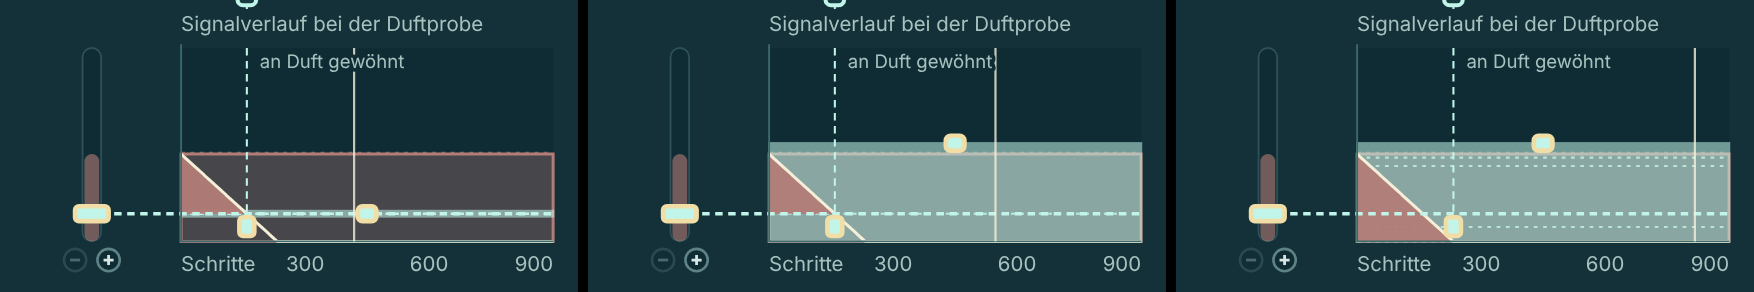 Signalverlauf bei der Duftprobe
an Duft gewöhnt
Schritte 300 600 900
Signalverlauf bei der Duftprobe
an Duft gewöhnt
Schritte 300 600 900
Signalverlauf bei der Duftprobe
an Duft gewöhnt
Schritte 300 600 900